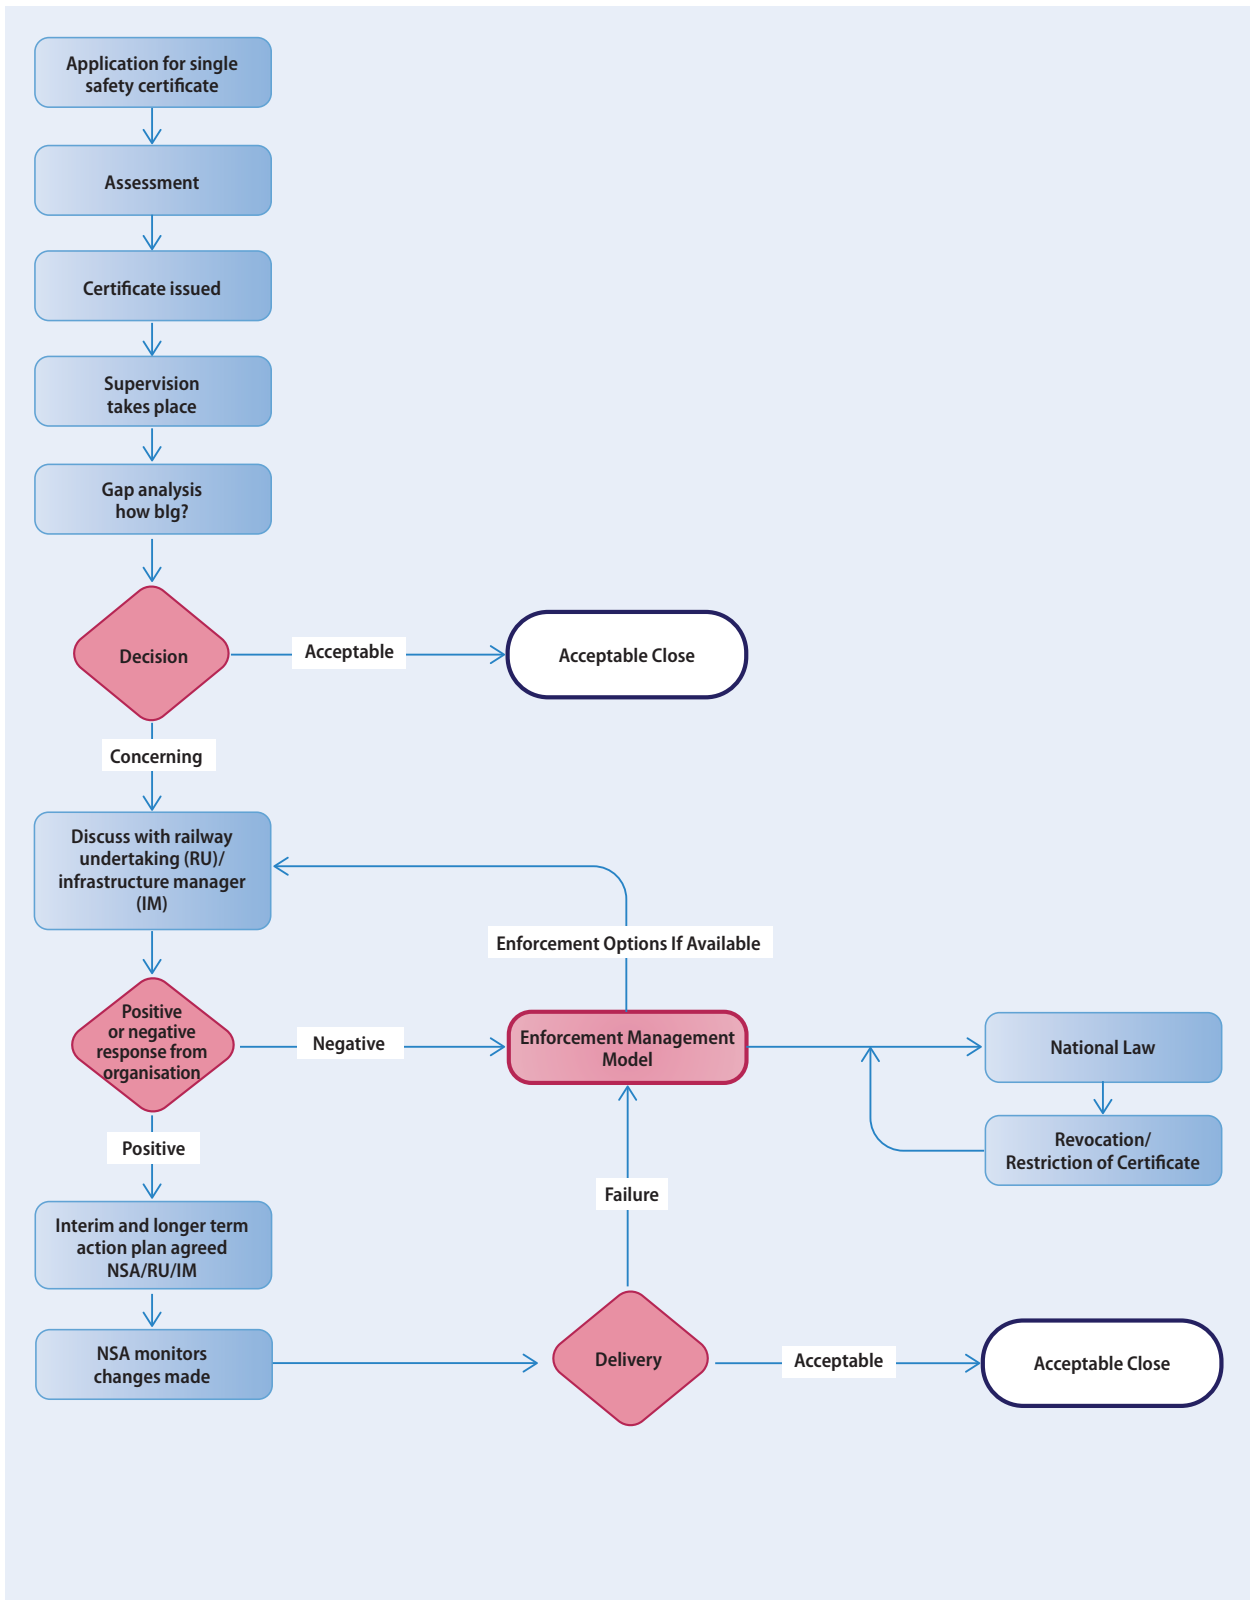 Application for single
safety certificate
Assessment
Certificate issued
Supervision
takes place
Gap analysis
how bIg?
Decision
Acceptable
Acceptable Close
Concerning
Discuss with railway
undertaking (RU)/
infrastructure manager
(IM)
Enforcement Options If Available
Positive
or negative
response from
organisation
Negative
Enforcement Management
Model
National Law
Revocation/
Restriction of Certificate
Positive
Failure
Interim and longer term
action plan agreed
NSA/RU/IM
NSA monitors
changes made
Delivery
Acceptable
Acceptable Close